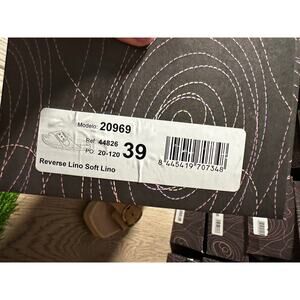 Modelo: 20969
Ref: 44826
PO: 20-120 39
Reverse Lino Soft Lino
8 445419 707348